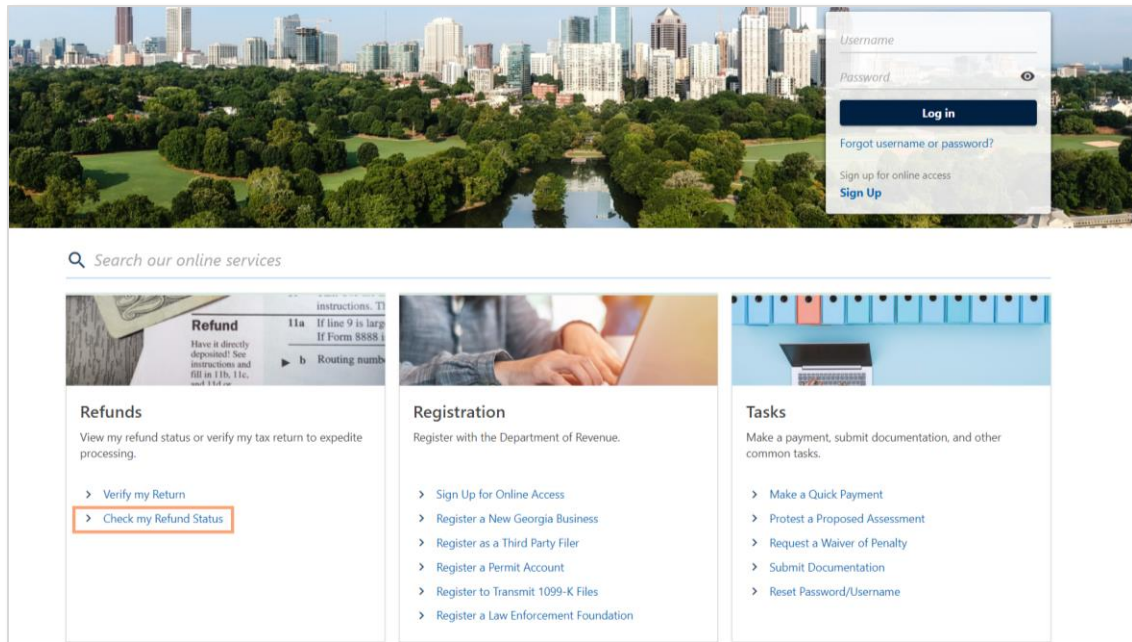 Username
Password
Log in
Forgot username or password?
Sign up for online access
Sign Up
Search our online services
instructions.
Refund
11a If line 9 is larg
Have it directly
If Form 8888 i
deposited! See
instructions and
b Routing numb
fill in 11b, 11c,
and 11d or
Refunds
View my refund status or verify my tax return to expedite
processing.
Verify my Return
Check my Refund Status
Registration
Register with the Department of Revenue.
Sign Up for Online Access
Register a New Georgia Business
Register as a Third Party Filer
Register a Permit Account
Register to Transmit 1099-K Files
Register a Law Enforcement Foundation
Tasks
Make a payment, submit documentation, and other
common tasks.
Make a Quick Payment
Protest a Proposed Assessment
Request a Waiver of Penalty
Submit Documentation
Reset Password/Username